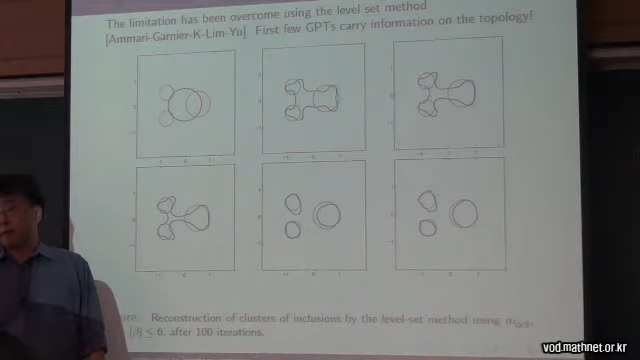 The limitation has been overcome using the level set method
[Ammari-Garnier-K-Lim-Yu]. First few GPTs carry information on the topology!
Reconstruction of clusters of inclusions by the level-set method using
|β| ≤ 6, after 100 iterations.
vod.mathnet.or.kr